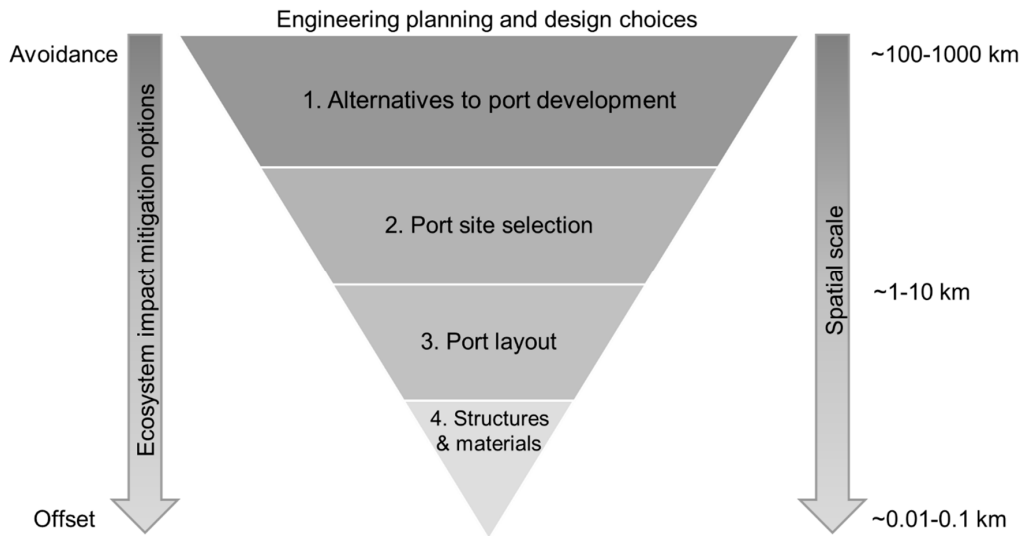 Engineering planning and design choices
Avoidance
~100-1000 km
1. Alternatives to port development
Ecosystem impact mitigation options
2. Port site selection
Spatial scale
~1-10 km
3. Port layout
4. Structures
& materials
Offset
~0.01-0.1 km